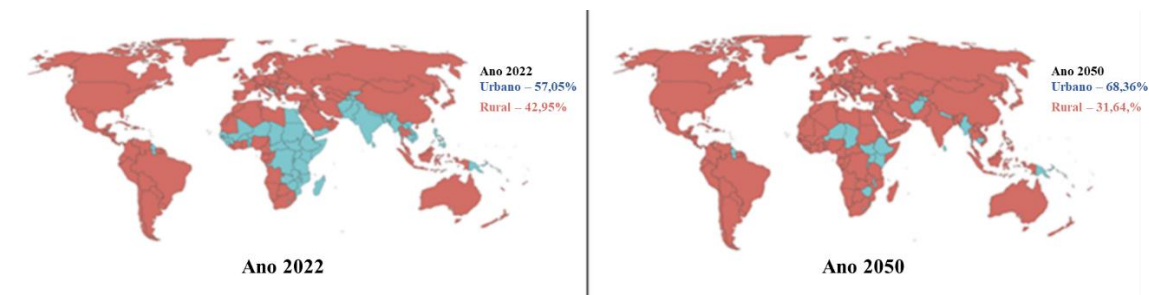 Ano 2022
Urbano – 57,05%
Rural – 42,95%
Ano 2022
Ano 2050
Urbano – 68,36%
Rural – 31,64,%
Ano 2050